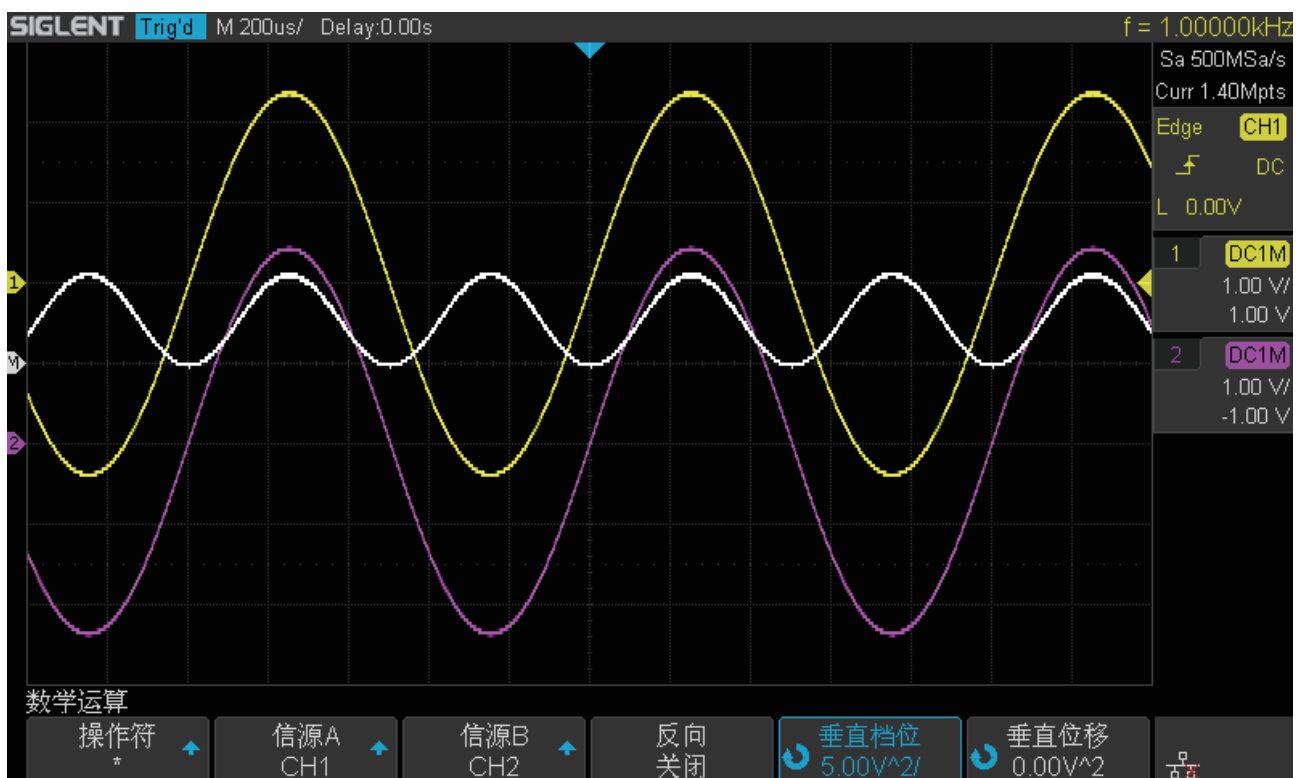 SIGLENT Trig'd M 200us/ Delay:0.00s f = 1.00000kHz
Sa 500MSa/s
Curr 1.40Mpts
Edge CH1
DC
L 0.00V
1 DC1M
1.00 V/
1.00 V
2 DC1M
1.00 V/
-1.00 V
1
M
2
数学运算
操作符 信源A 信源B 反向 垂直档位 垂直位移
* CH1 CH2 关闭 5.00V^2/ 0.00V^2